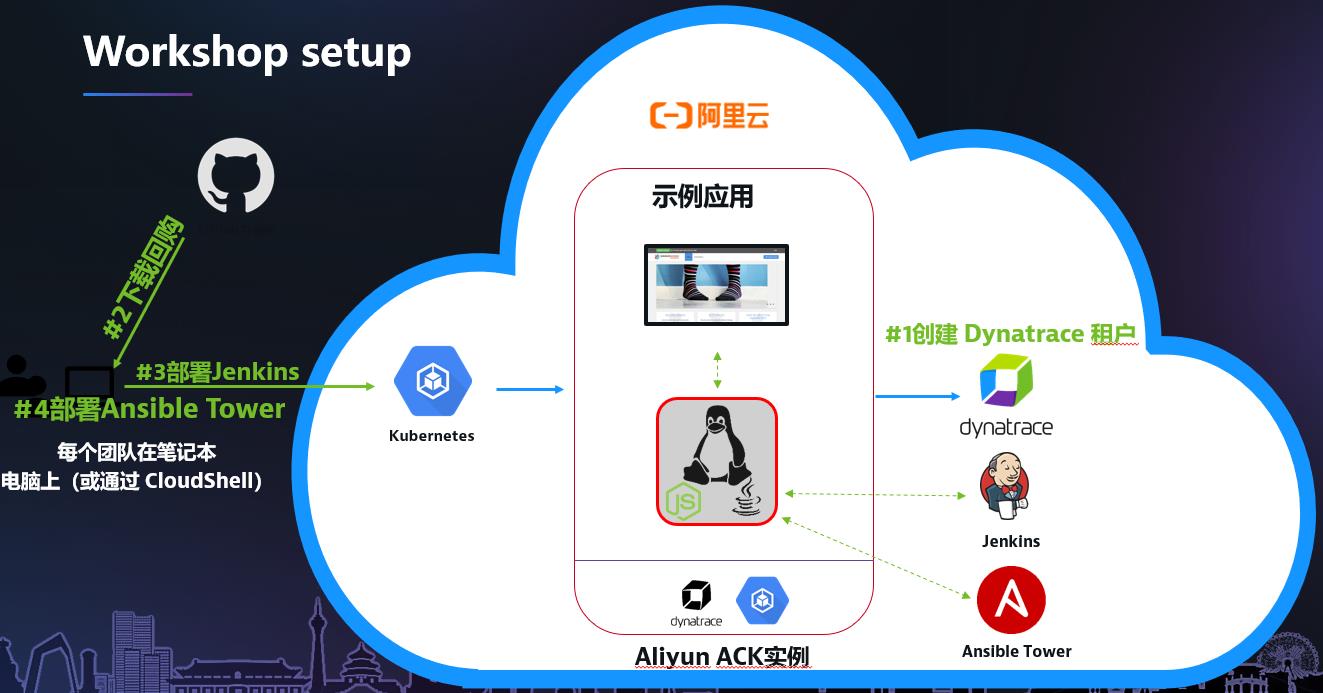 Workshop setup
阿里云
示例应用
#2下载回购
#1创建 Dynatrace 租户
#3部署Jenkins
#4部署Ansible Tower
每个团队在笔记本
电脑上（或通过 CloudShell）
Kubernetes
dynatrace
JS
Jenkins
Ansible Tower
dynatrace
Aliyun ACK实例